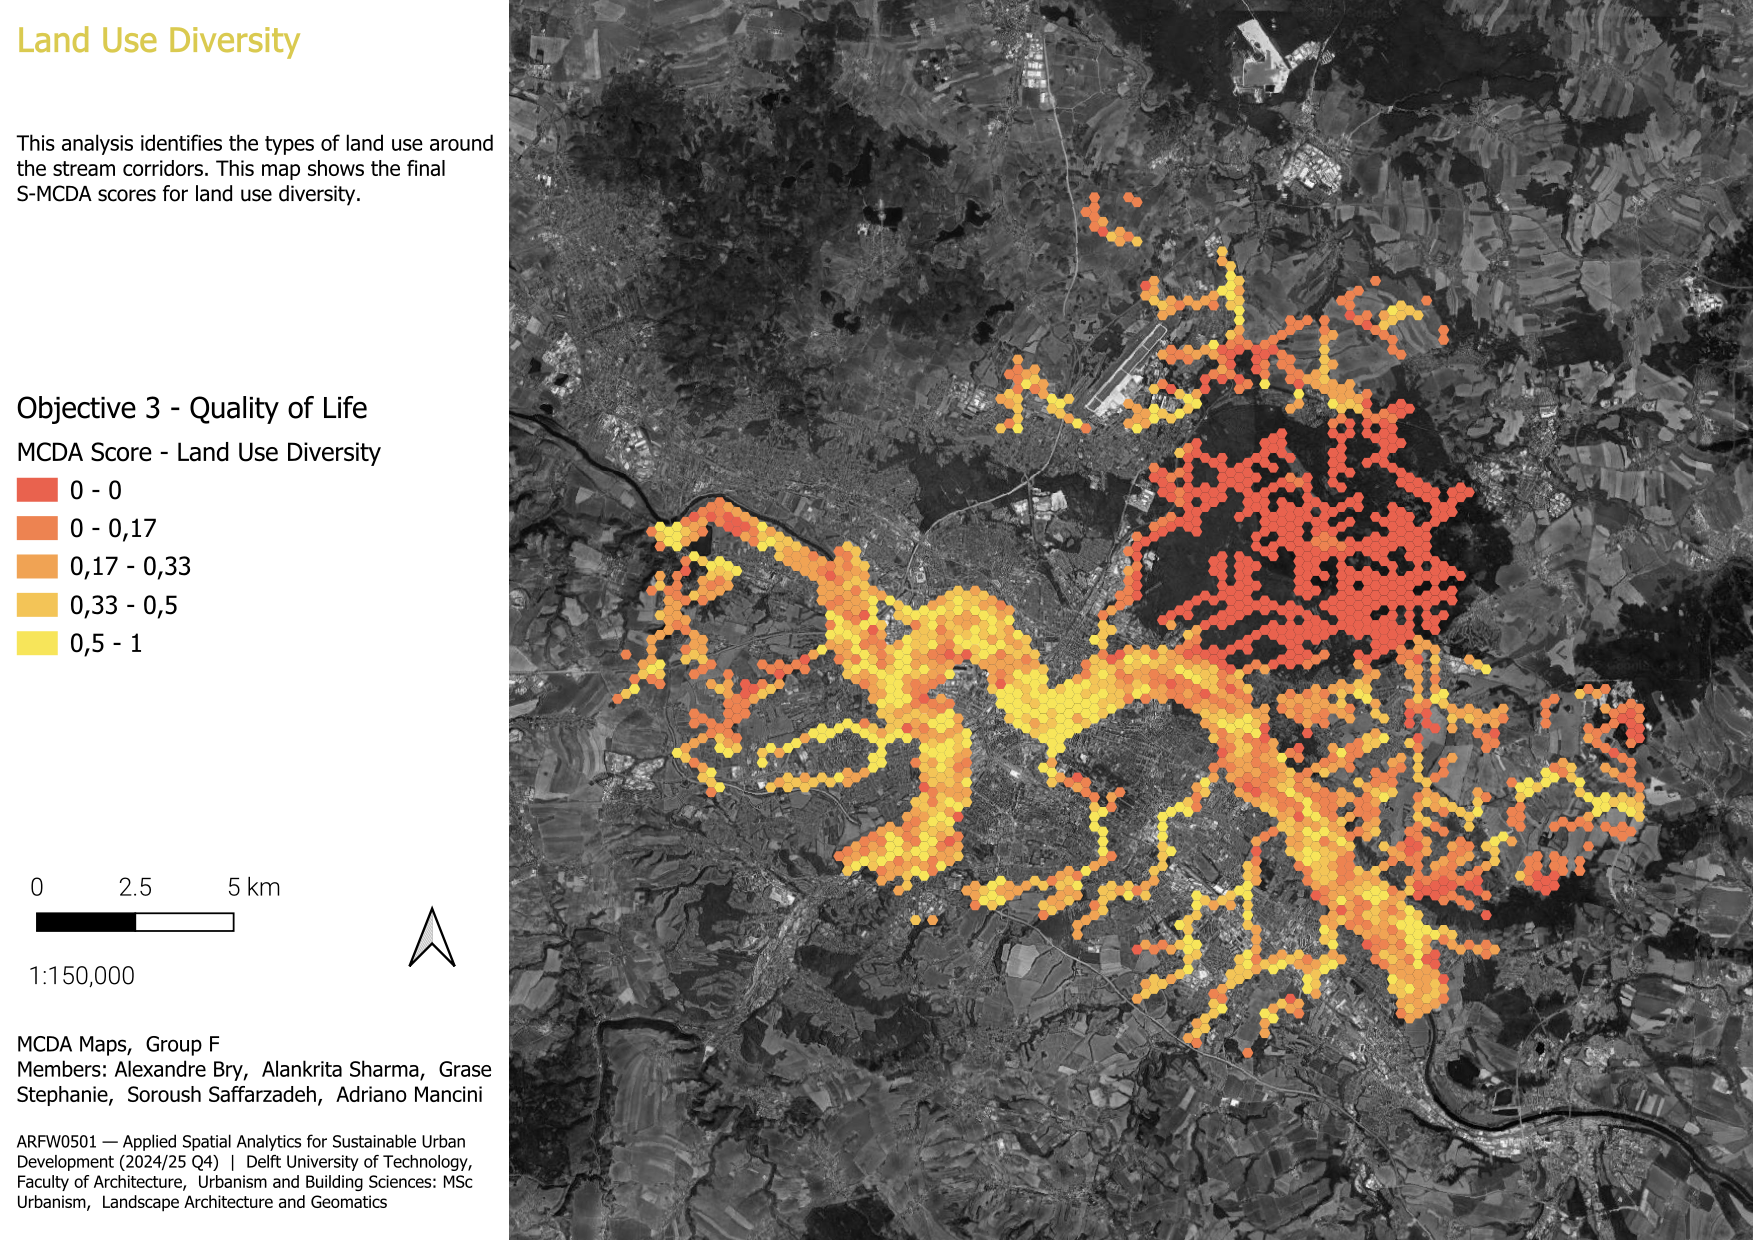 Land Use Diversity
This analysis identifies the types of land use around
the stream corridors. This map shows the final
S-MCDA scores for land use diversity.
Objective 3 - Quality of Life
MCDA Score - Land Use Diversity
0 - 0
0 - 0,17
0,17 - 0,33
0,33 - 0,5
0,5 - 1
0 2.5 5 km
1:150,000
MCDA Maps, Group F
Members: Alexandre Bry, Alankrita Sharma, Grase
Stephanie, Soroush Saffarzadeh, Adriano Mancini
ARFW0501 — Applied Spatial Analytics for Sustainable Urban
Development (2024/25 Q4) | Delft University of Technology,
Faculty of Architecture, Urbanism and Building Sciences: MSc
Urbanism, Landscape Architecture and Geomatics